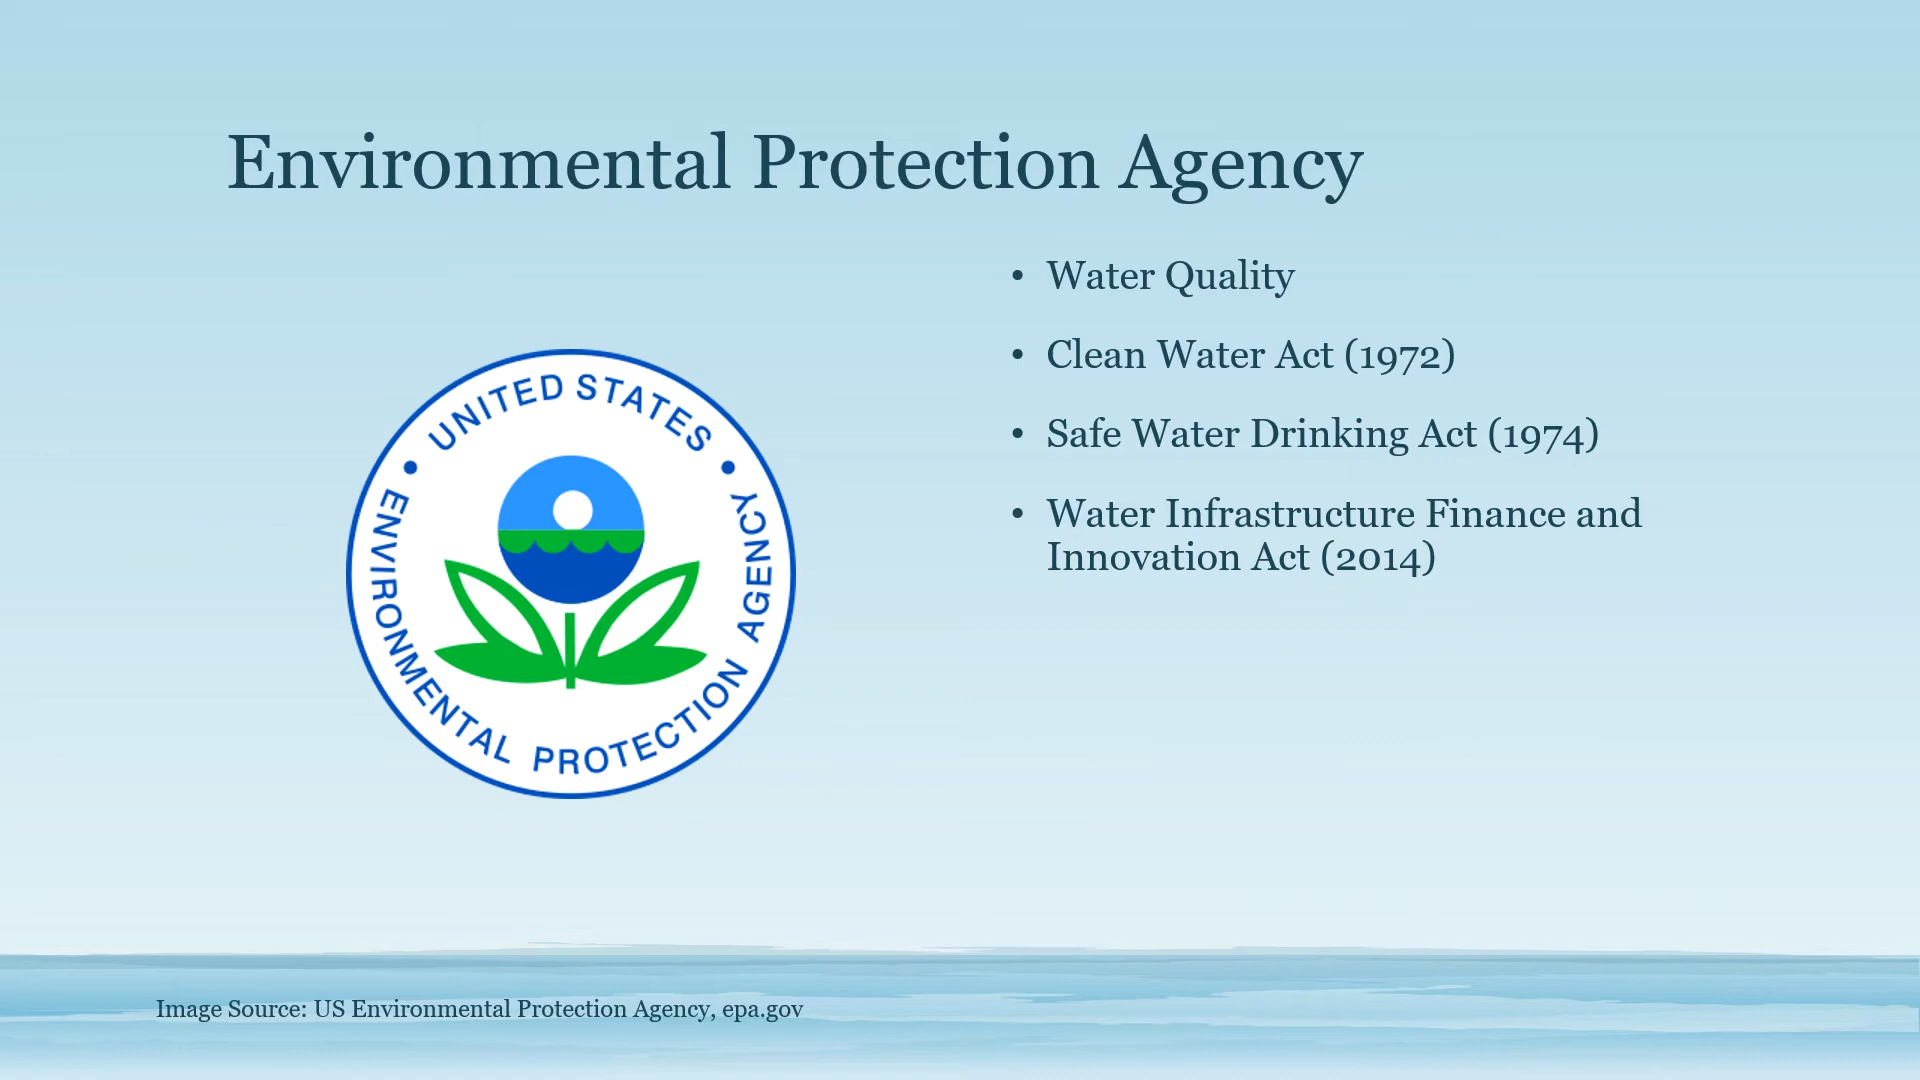 Environmental Protection Agency
• Water Quality
• Clean Water Act (1972)
• Safe Water Drinking Act (1974)
• Water Infrastructure Finance and
Innovation Act (2014)
UNITED STATES
• ENVIRONMENTAL PROTECTION AGENCY •
Image Source: US Environmental Protection Agency, epa.gov